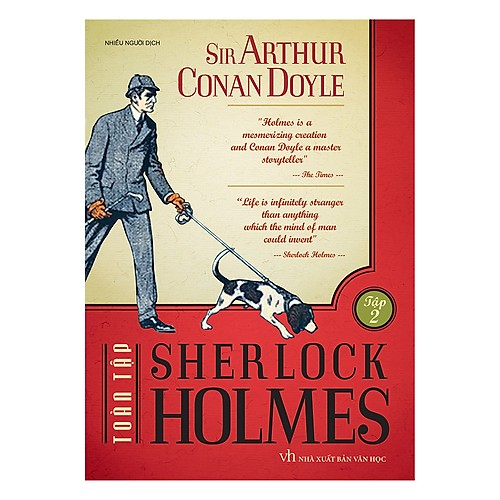 NHIỀU NGƯỜI DỊCH
SIR ARTHUR
CONAN DOYLE
"Holmes is a
mesmerizing creation
and Conan Doyle a master
storyteller"
--- The Times ---
"Life is infinitely stranger
than anything
which the mind of man
could invent"
--- Sherlock Holmes ---
Tập
2
TOÀN TẬP
SHERLOCK
HOLMES
vh NHÀ XUẤT BẢN VĂN HỌC